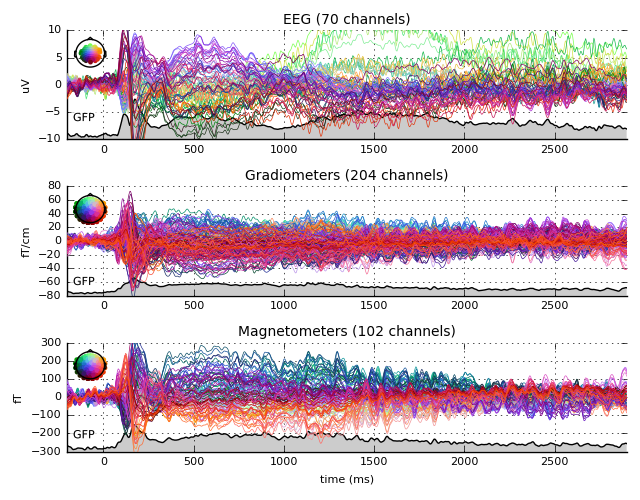 EEG (70 channels)
uV
10
5
0
−5
−10
GFP
0 500 1000 1500 2000 2500
Gradiometers (204 channels)
fT/cm
80
60
40
20
0
−20
−40
−60
−80
GFP
0 500 1000 1500 2000 2500
Magnetometers (102 channels)
fT
300
200
100
0
−100
−200
−300
GFP
0 500 1000 1500 2000 2500
time (ms)